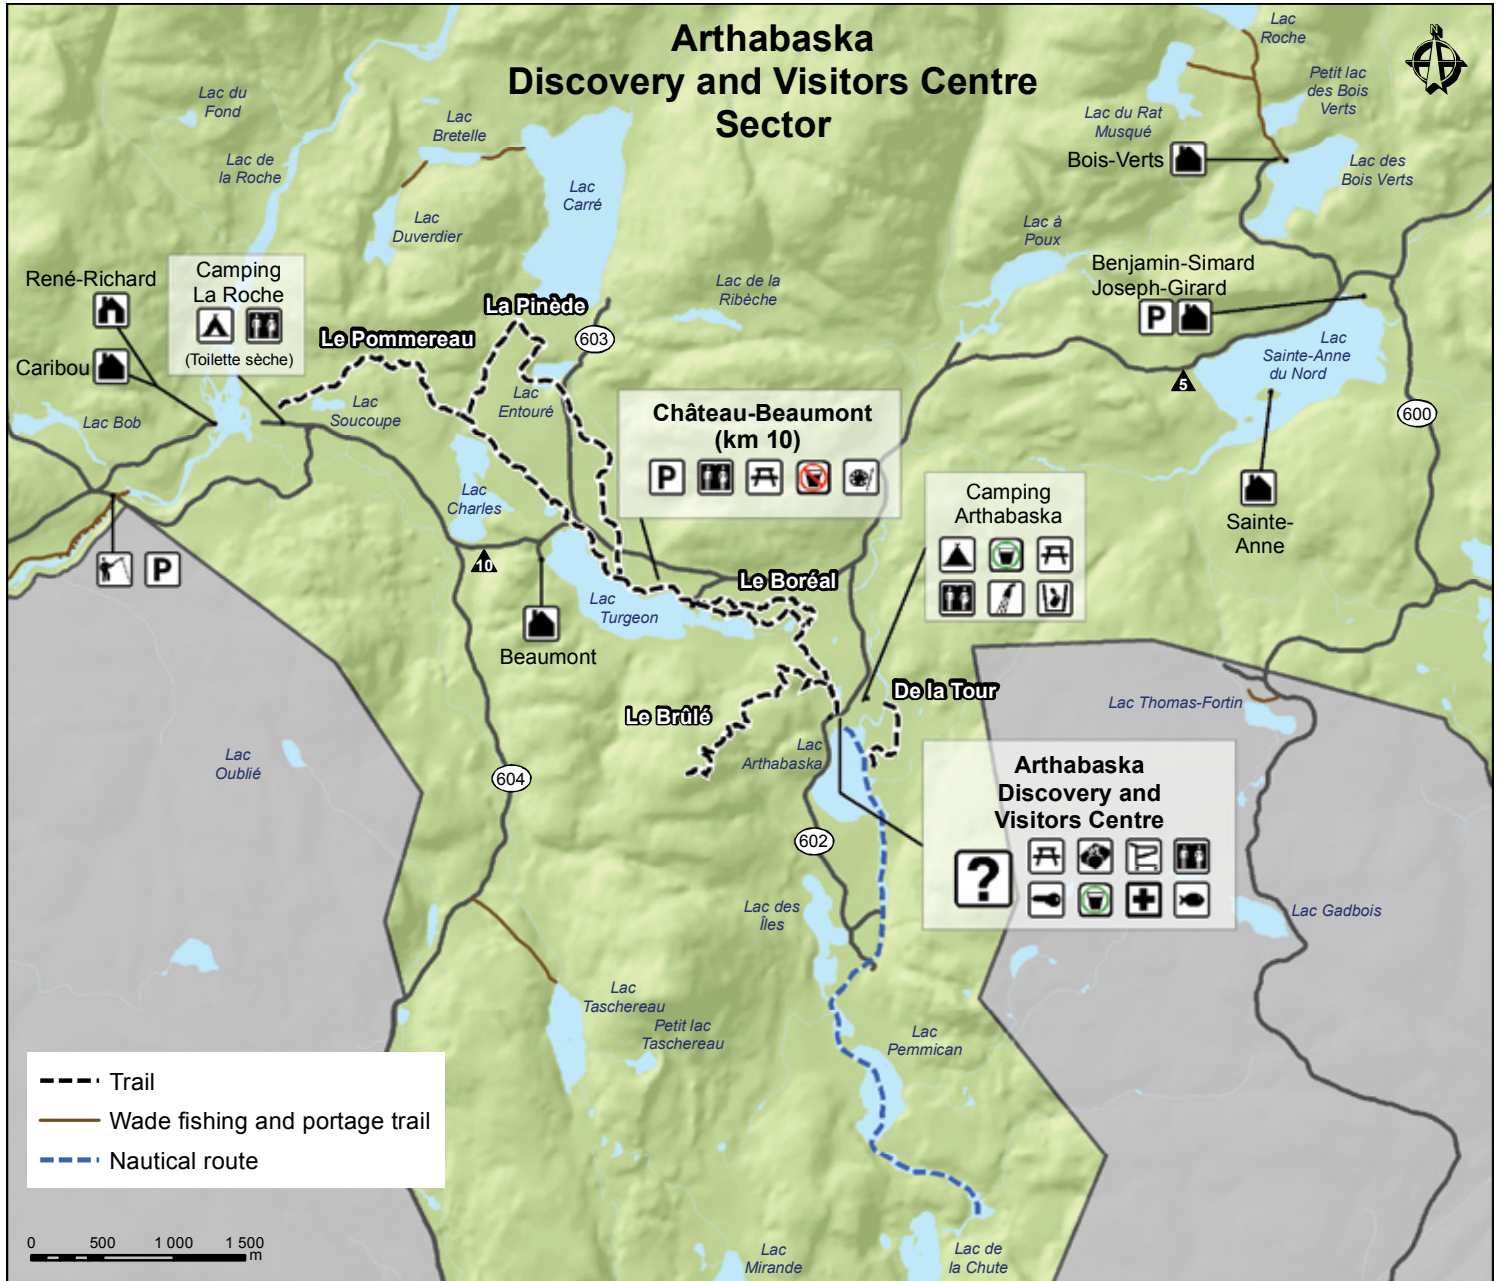 Arthabaska
Discovery and Visitors Centre
Sector
N
Lac
Roche
Petit lac
des Bois
Verts
Lac du Rat
Musqué
Bois-Verts
Lac des
Bois Verts
Lac du
Fond
Lac
Bretelle
Lac de
la Roche
Lac
Carré
Lac
Duverdier
Lac à
Poux
Benjamin-Simard
Joseph-Girard
P
René-Richard
Camping
La Roche
(Toilette sèche)
Caribou
Lac de la
Ribèche
La Pinède
Le Pommereau
603
Lac
Sainte-Anne
du Nord
5
600
Lac Bob
Lac
Soucoupe
Lac
Entouré
Château-Beaumont
(km 10)
P
Lac
Charles
Camping
Arthabaska
Sainte-
Anne
P
10
Le Boréal
Lac
Turgeon
Beaumont
De la Tour
Le Brûlé
Lac Thomas-Fortin
Lac
Oublié
Lac
Arthabaska
604
Arthabaska
Discovery and
Visitors Centre
?
602
Lac des
Îles
Lac Gadbois
Lac
Taschereau
Petit lac
Taschereau
Lac
Pemmican
Trail
Wade fishing and portage trail
Nautical route
0 500 1 000 1 500
m
Lac
Mirande
Lac de
la Chute